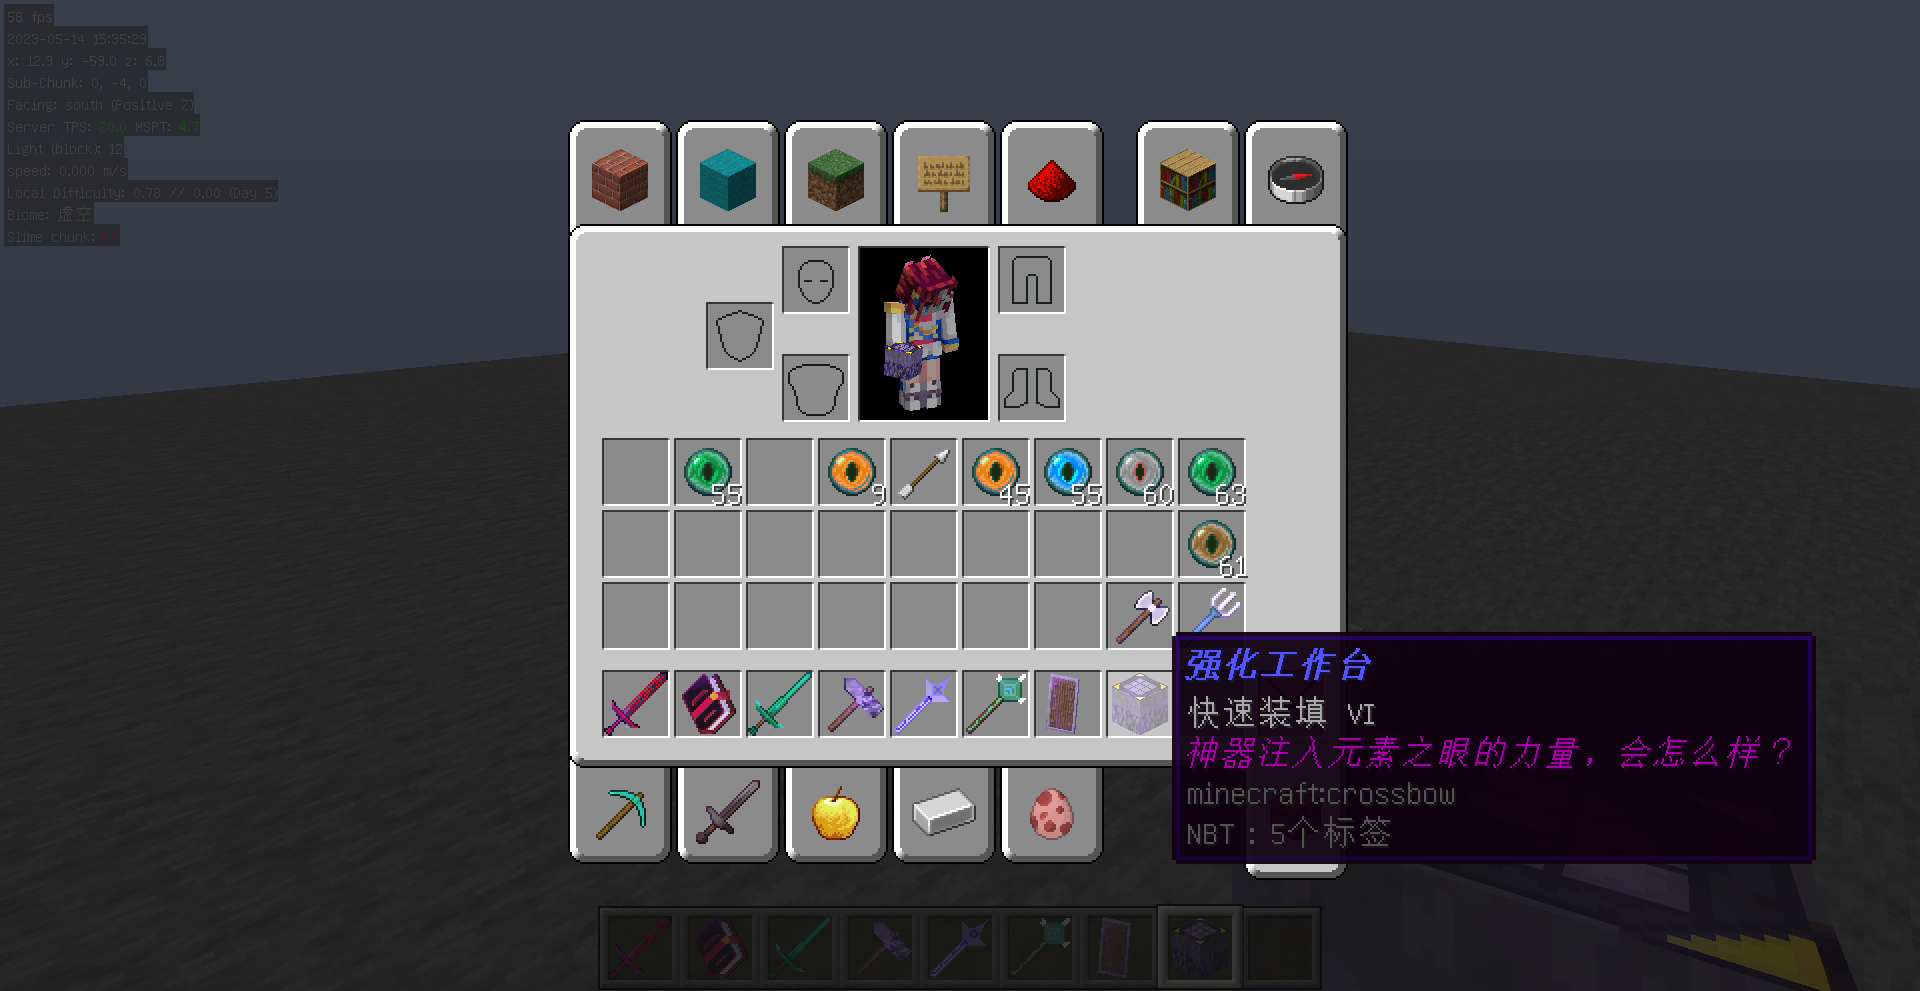 58 fps
2023-05-14 15:35:29
x: 12.9 y: -59.0 z: 6.8
Sub-Chunk: 0, -4, 0
Facing: south (Positive Z)
Server TPS: 20.0 MSPT: 4.7
Light (block): 12
speed: 0.000 m/s
Local Difficulty: 0.78 // 0.00 (Day 5)
Biome: 虚空
Slime chunk:
55
9
45
55
60
63
61
强化工作台
快速装填 VI
神器注入元素之眼的力量，会怎么样？
minecraft:crossbow
NBT：5个标签